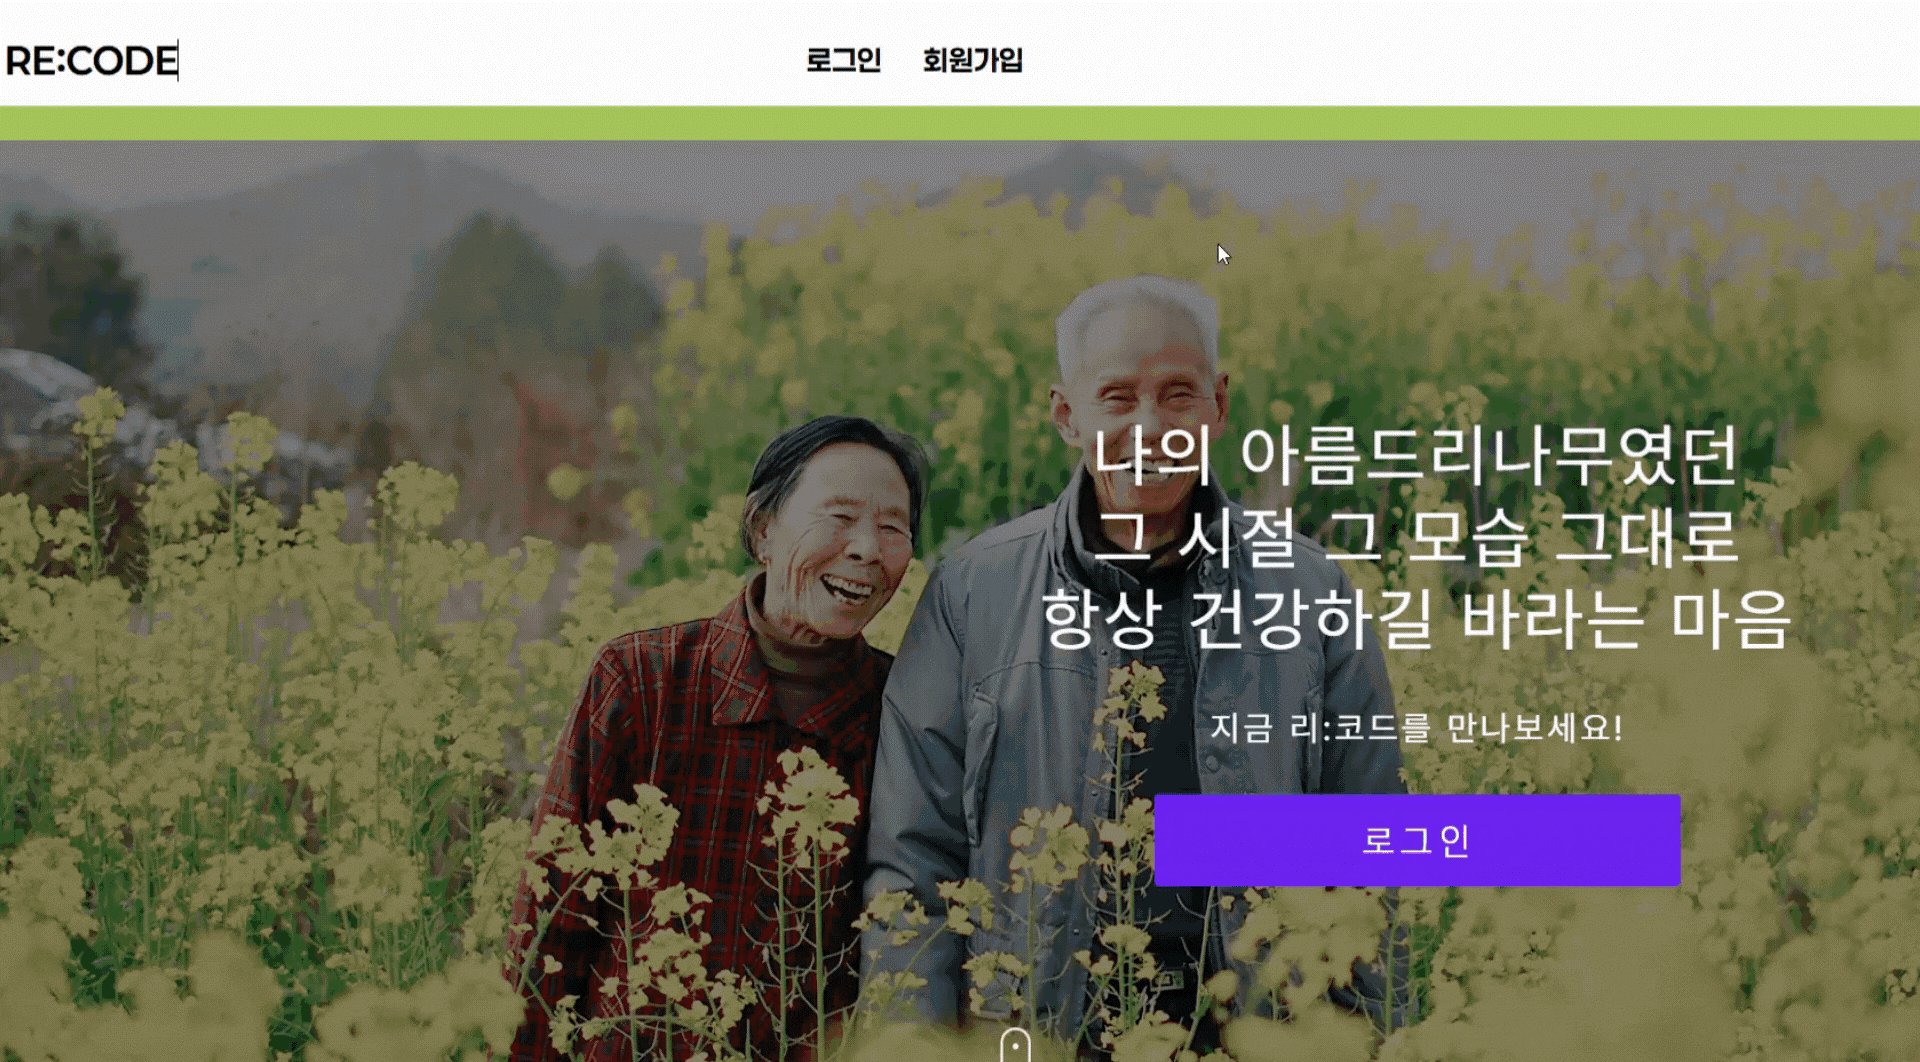 RE:CODE
로그인 회원가입
나의 아름드리나무였던
그 시절 그 모습 그대로
항상 건강하길 바라는 마음
지금 리:코드를 만나보세요!
로그인